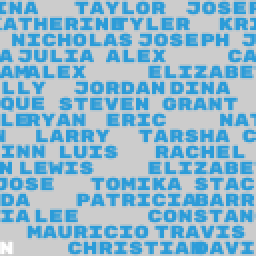 INA TAYLOR JOSEP
CATHERINE TYLER KRI
NICHOLAS JOSEPH J
A JULIA ALEX CA
AM ALEX ELIZABE
LLY JORDAN DINA
QUE STEVEN GRANT
LE RYAN ERIC NAT
N LARRY TARSHA C
INN LUIS RACHEL
N LEWIS ELIZABE
JOSE TOMIKA STAC
DA PATRICIA BARR
IA LEE CONSTAN
MAURICIO TRAVIS
N CHRISTIAN DAVI